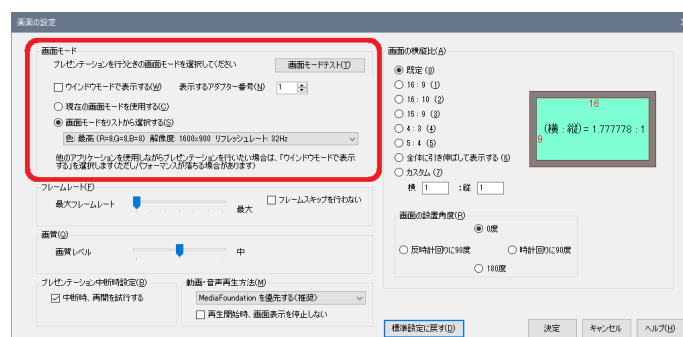 画面の設定
画面モード
プレゼンテーションを行うときの画面モードを選択してください
画面モードテスト(T)
ウインドウモードで表示する(W)
表示するアダプター番号(N)
1
現在の画面モードを使用する(C)
画面モードをリストから選択する(S)
色: 最高 (R=8,G=8,B=8) 解像度: 1600x900 リフレッシュレート: 32Hz
他のアプリケーションを使用しながらプレゼンテーションを行いたい場合は、「ウインドウモードで表示
する」を選択します(ただしパフォーマンスが落ちる場合があります)
フレームレート(F)
最大フレームレート
最大
フレームスキップを行わない
画質(Q)
画質レベル
中
プレゼンテーション中断時設定(B)
中断時、再開を試行する
動画・音声再生方法(M)
MediaFoundation を優先する(推奨)
再生開始時、画面表示を停止しない
画面の横縦比(A)
既定 (0)
16 : 9 (1)
16 : 10 (2)
15 : 9 (3)
4 : 3 (4)
5 : 4 (5)
全体に引き伸ばして表示する (6)
カスタム (7)
横 1 :縦 1
16
9
(横 : 縦) = 1.777778 : 1
画面の設置角度(R)
0度
反時計回りに90度
時計回りに90度
180度
標準設定に戻す(D)
決定
キャンセル
ヘルプ(H)